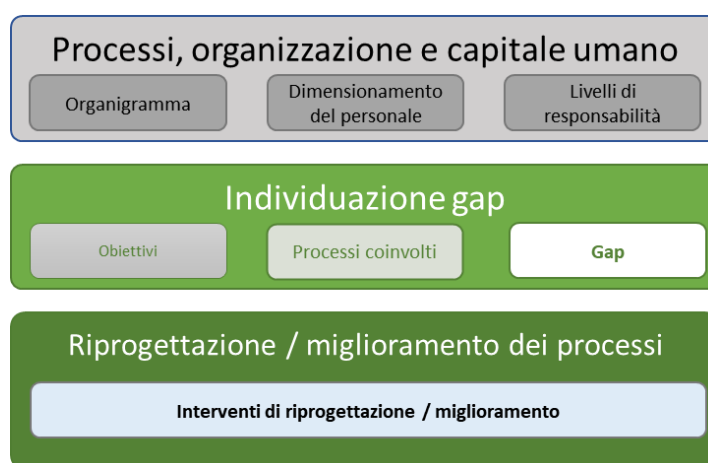 Processi, organizzazione e capitale umano
Organigramma
Dimensionamento
del personale
Livelli di
responsabilità
Individuazione gap
Obiettivi
Processi coinvolti
Gap
Riprogettazione / miglioramento dei processi
Interventi di riprogettazione / miglioramento